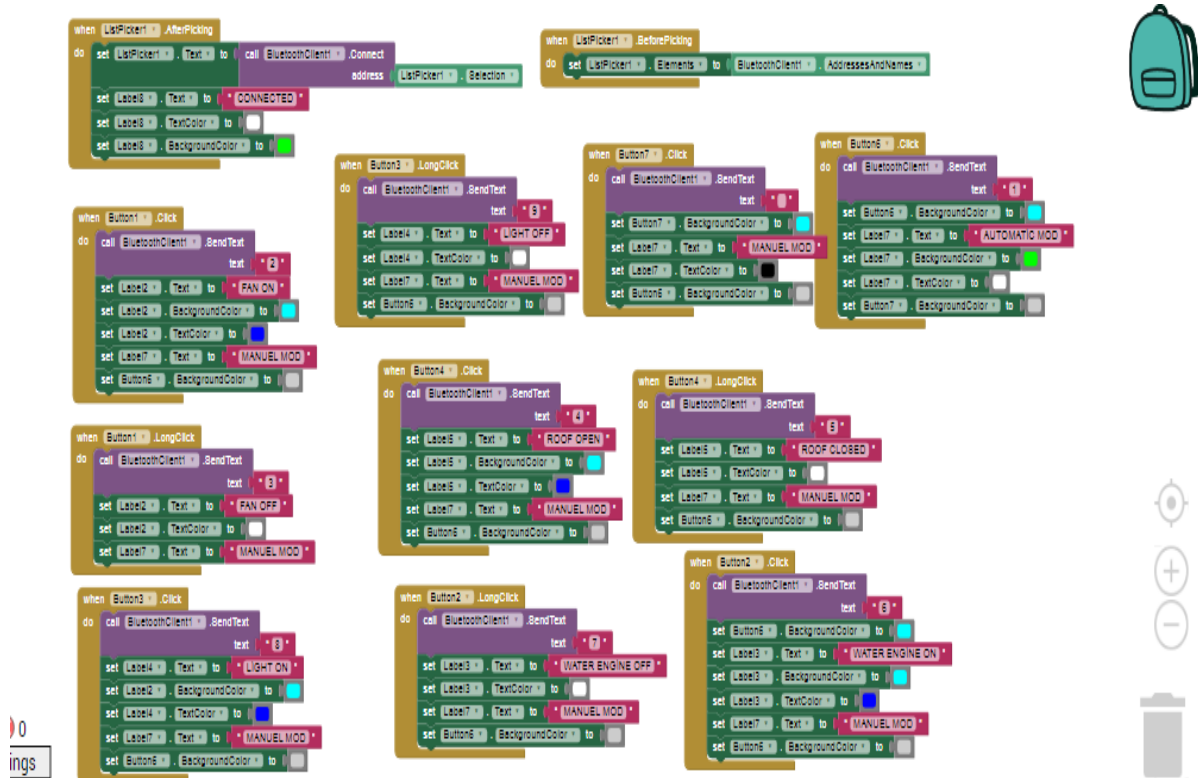 when ListPicker1 .AfterPicking
do set ListPicker1 . Text to call BluetoothClient1 .Connect
address ListPicker1 . Selection
set Label8 . Text to " CONNECTED "
set Label8 . TextColor to
set Label8 . BackgroundColor to
when ListPicker1 .BeforePicking
do set ListPicker1 . Elements to BluetoothClient1 . AddressesAndNames
when Button3 .LongClick
do call BluetoothClient1 .SendText
text " 9 "
set Label4 . Text to " LIGHT OFF "
set Label4 . TextColor to
set Label7 . Text to " MANUEL MOD "
set Button6 . BackgroundColor to
when Button7 .Click
do call BluetoothClient1 .SendText
text " "
set Button7 . BackgroundColor to
set Label7 . Text to " MANUEL MOD "
set Label7 . TextColor to
set Button6 . BackgroundColor to
when Button6 .Click
do call BluetoothClient1 .SendText
text " 1 "
set Button6 . BackgroundColor to
set Label7 . Text to " AUTOMATIC MOD "
set Label7 . BackgroundColor to
set Label7 . TextColor to
set Button7 . BackgroundColor to
when Button1 .Click
do call BluetoothClient1 .SendText
text " 2 "
set Label2 . Text to " FAN ON "
set Label2 . BackgroundColor to
set Label2 . TextColor to
set Label7 . Text to " MANUEL MOD "
set Button6 . BackgroundColor to
when Button4 .Click
do call BluetoothClient1 .SendText
text " 4 "
set Label5 . Text to " ROOF OPEN "
set Label5 . BackgroundColor to
set Label5 . TextColor to
set Label7 . Text to " MANUEL MOD "
set Button6 . BackgroundColor to
when Button4 .LongClick
do call BluetoothClient1 .SendText
text " 5 "
set Label5 . Text to " ROOF CLOSED "
set Label5 . TextColor to
set Label7 . Text to " MANUEL MOD "
set Button6 . BackgroundColor to
when Button1 .LongClick
do call BluetoothClient1 .SendText
text " 3 "
set Label2 . Text to " FAN OFF "
set Label2 . TextColor to
set Label7 . Text to " MANUEL MOD "
when Button3 .Click
do call BluetoothClient1 .SendText
text " 8 "
set Label4 . Text to " LIGHT ON "
set Label2 . BackgroundColor to
set Label4 . TextColor to
set Label7 . Text to " MANUEL MOD "
set Button6 . BackgroundColor to
when Button2 .LongClick
do call BluetoothClient1 .SendText
text " 7 "
set Label3 . Text to " WATER ENGINE OFF "
set Label3 . TextColor to
set Label7 . Text to " MANUEL MOD "
set Button6 . BackgroundColor to
when Button2 .Click
do call BluetoothClient1 .SendText
text " 6 "
set Button6 . BackgroundColor to
set Label3 . Text to " WATER ENGINE ON "
set Label3 . BackgroundColor to
set Label3 . TextColor to
set Label7 . Text to " MANUEL MOD "
set Button6 . BackgroundColor to
0
ings